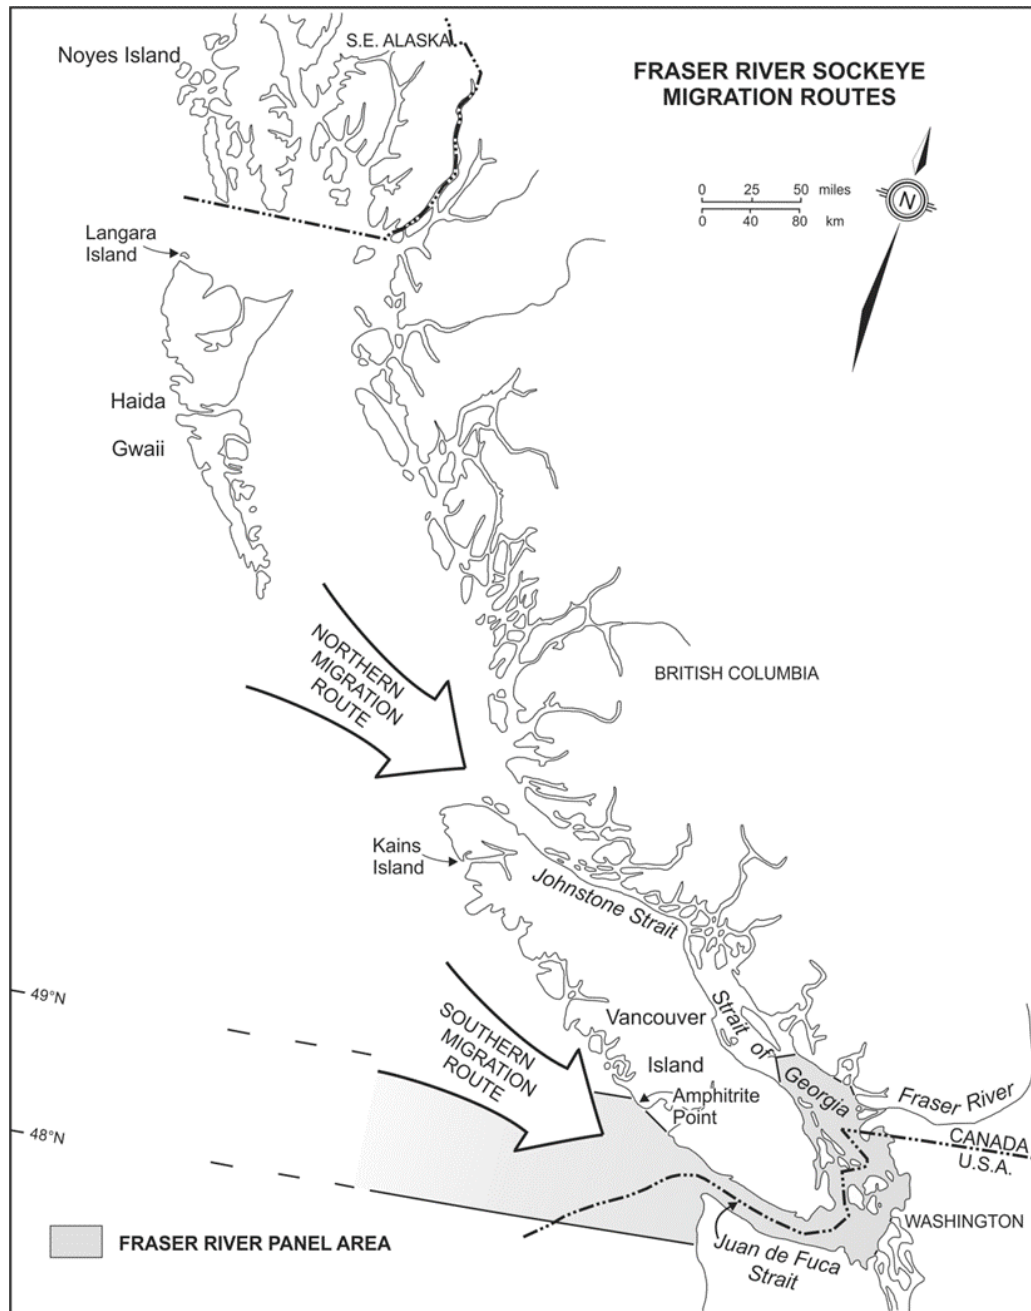 Noyes Island
S.E. ALASKA
FRASER RIVER SOCKEYE
MIGRATION ROUTES
0 25 50 miles
0 40 80 km
N
Langara
Island
Haida
Gwaii
NORTHERN
MIGRATION
ROUTE
BRITISH COLUMBIA
Kains
Island
Johnstone Strait
49°N
SOUTHERN
MIGRATION
ROUTE
Vancouver
Island
Strait of
Georgia
Amphitrite
Point
Fraser River
48°N
CANADA
U.S.A.
WASHINGTON
Juan de Fuca
Strait
FRASER RIVER PANEL AREA